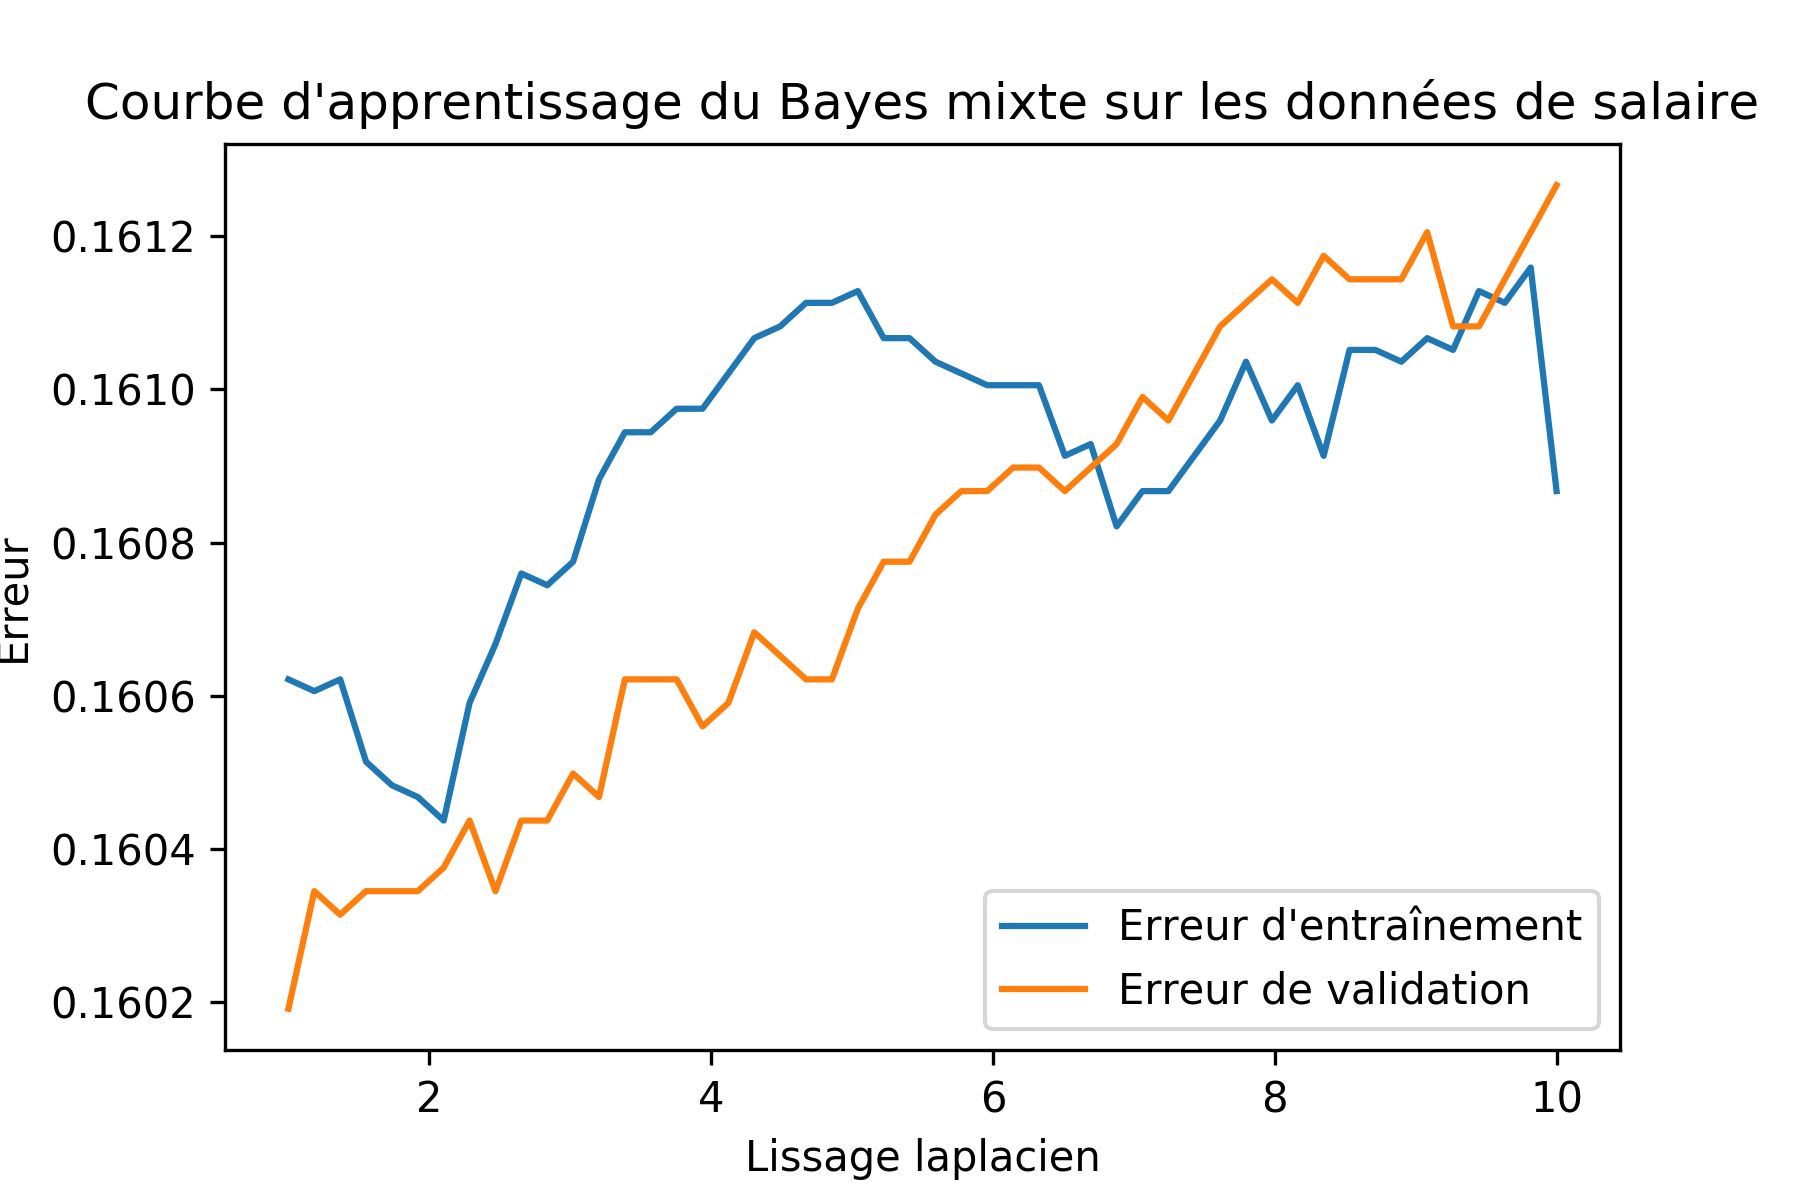 Courbe d'apprentissage du Bayes mixte sur les données de salaire
0.1612
0.1610
0.1608
0.1606
0.1604
0.1602
Erreur
Erreur d'entraînement
Erreur de validation
2 4 6 8 10
Lissage laplacien